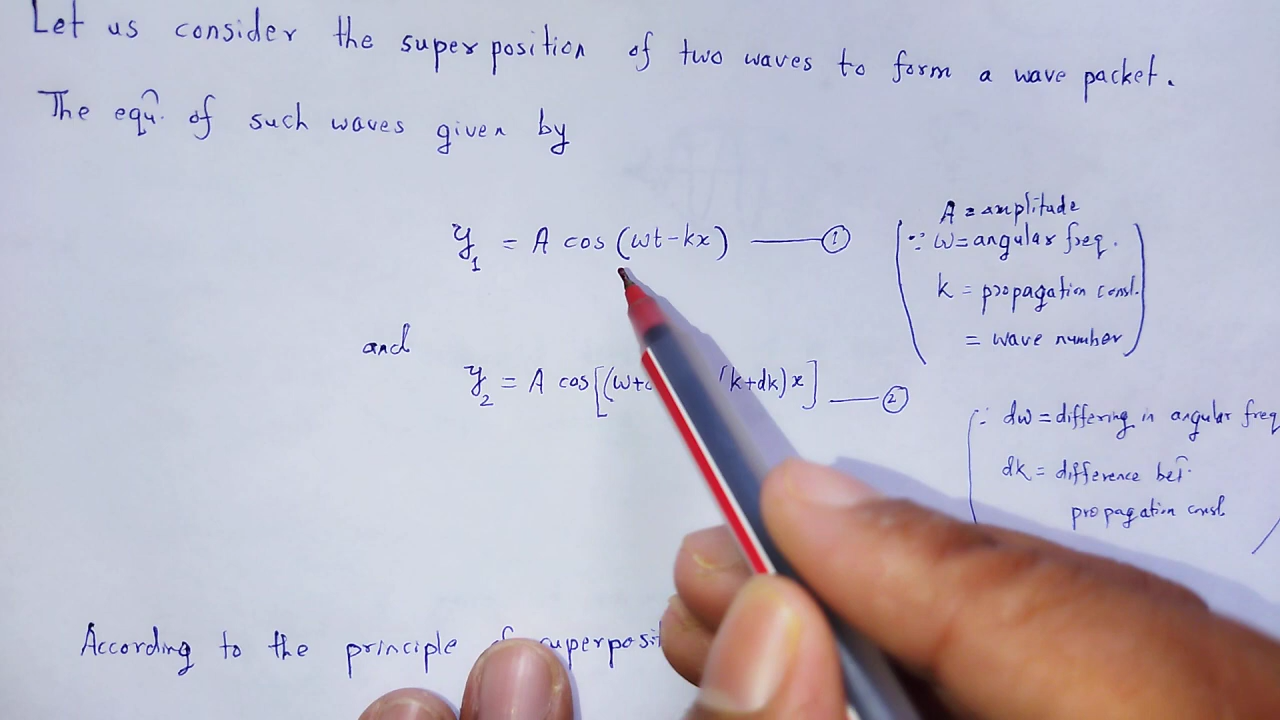 Let us consider the superposition of two waves to form a wave packet.
The equn. of such waves given by
y₁ = A cos (ωt-kx) ——— ①
A = amplitude
∵ ω = angular freq.
k = propagation const.
= wave number
and
y₂ = A cos[(ω+ (k+dk)x] —— ②
∵ dω = differing in angular freq
dk = difference bet
propagation const.
According to the principle of